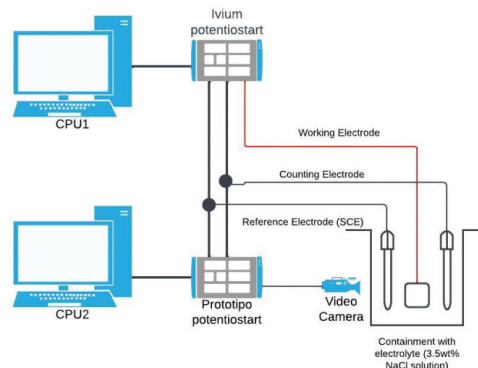 Ivium
potentiostart
CPU1
Working Electrode
Counting Electrode
Reference Electrode (SCE)
CPU2
Prototipo
potentiostart
Video
Camera
Containment with
electrolyte (3.5wt%
NaCl solution)